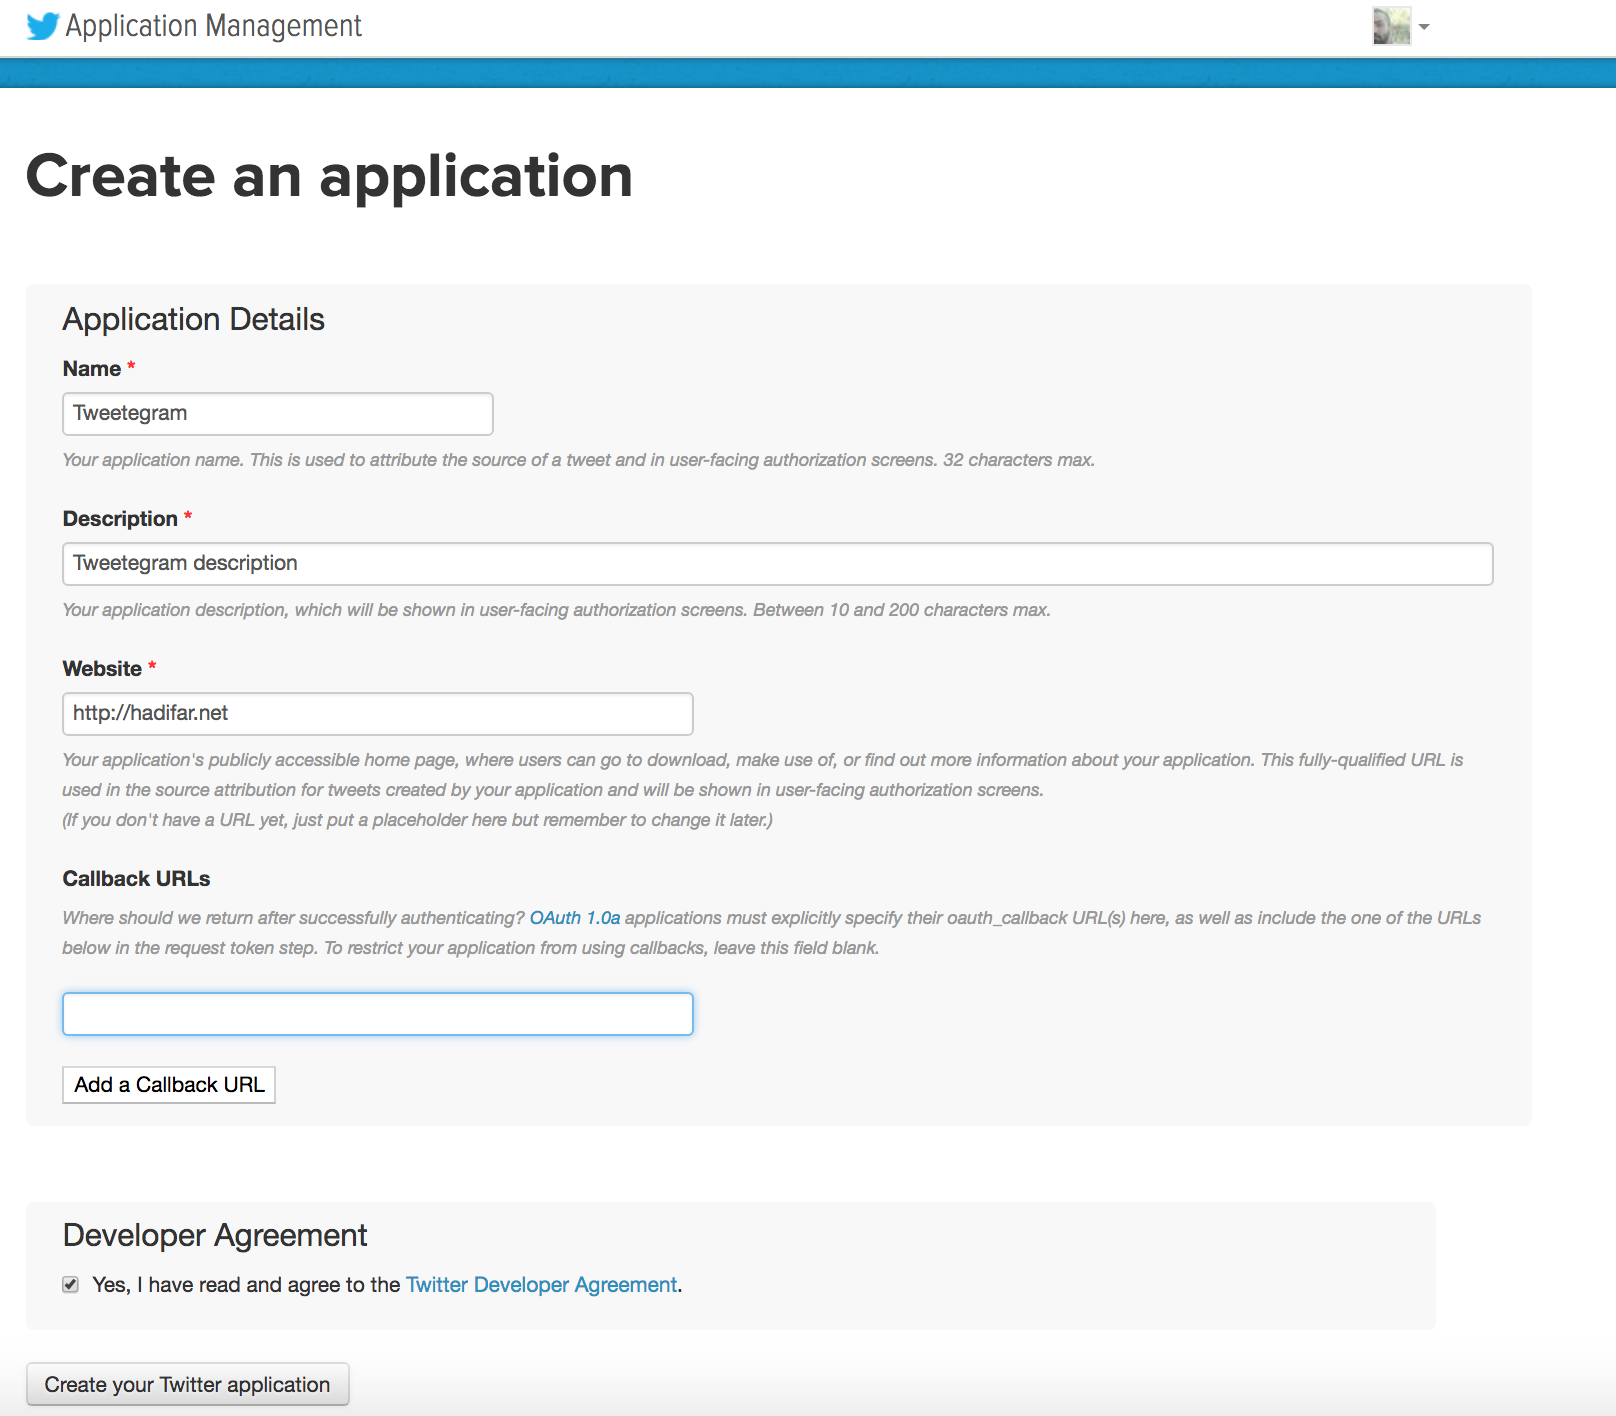 Application Management
Create an application
Application Details
Name *
Tweetegram
Your application name. This is used to attribute the source of a tweet and in user-facing authorization screens. 32 characters max.
Description *
Tweetegram description
Your application description, which will be shown in user-facing authorization screens. Between 10 and 200 characters max.
Website *
http://hadifar.net
Your application's publicly accessible home page, where users can go to download, make use of, or find out more information about your application. This fully-qualified URL is
used in the source attribution for tweets created by your application and will be shown in user-facing authorization screens.
(If you don't have a URL yet, just put a placeholder here but remember to change it later.)
Callback URLs
Where should we return after successfully authenticating? OAuth 1.0a applications must explicitly specify their oauth_callback URL(s) here, as well as include the one of the URLs
below in the request token step. To restrict your application from using callbacks, leave this field blank.
Add a Callback URL
Developer Agreement
Yes, I have read and agree to the Twitter Developer Agreement.
Create your Twitter application